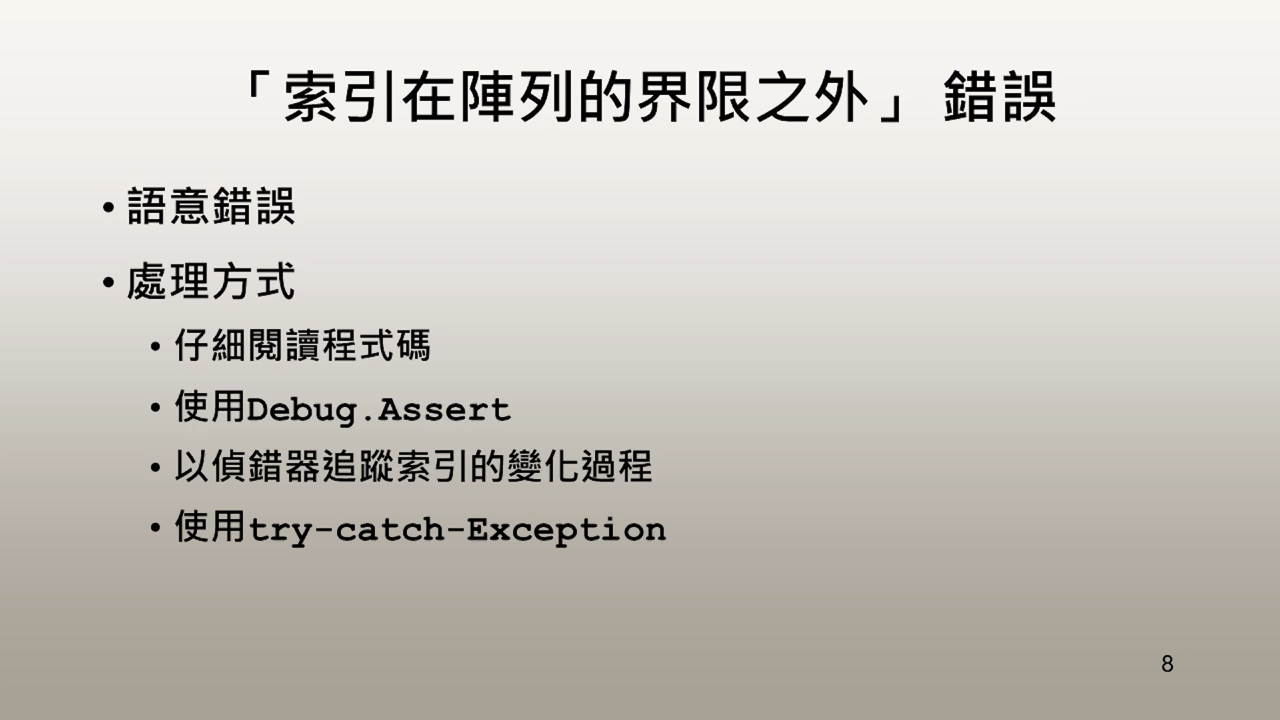 「索引在陣列的界限之外」 錯誤
• 語意錯誤
• 處理方式
• 仔細閱讀程式碼
• 使用Debug.Assert
• 以偵錯器追蹤索引的變化過程
• 使用try-catch-Exception
8